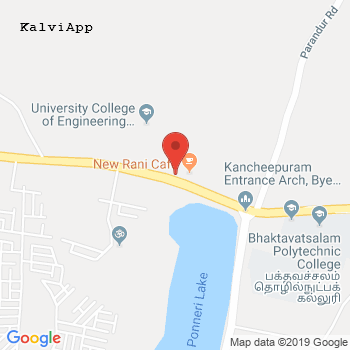 KalviApp
Parandur Rd
University College
of Engineering...
New Rani Caf
Kancheepuram
Entrance Arch, Bye...
Bhaktavatsalam
Polytechnic
College
பக்தவச்சலம்
தொழில்நுட்பக்
கல்லூரி
Ponneri Lake
Google
Map data ©2019 Google